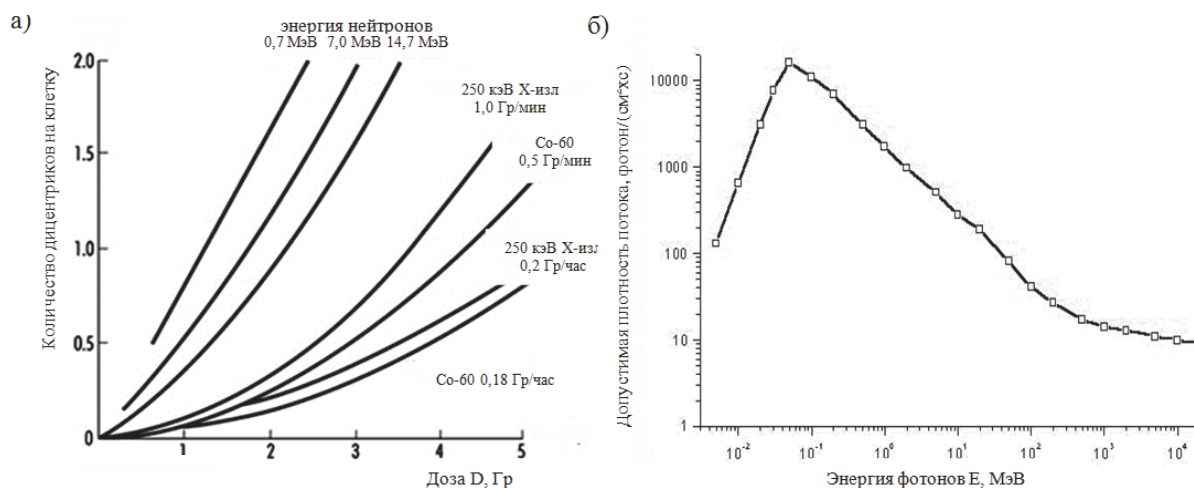 а)
энергия нейтронов
0,7 МэВ 7,0 МэВ 14,7 МэВ
2.0
1.5
1.0
0.5
0
1
2
3
4
5
250 кэВ Х-изл
1,0 Гр/мин
Со-60
0,5 Гр/мин
250 кэВ Х-изл
0,2 Гр/час
Со-60 0,18 Гр/час
Количество дицентриков на клетку
Доза D, Гр
б)
10000
1000
100
10
1
10⁻²
10⁻¹
10⁰
10¹
10²
10³
10⁴
Допустимая плотность потока, фотон/(см²хс)
Энергия фотонов Е, МэВ